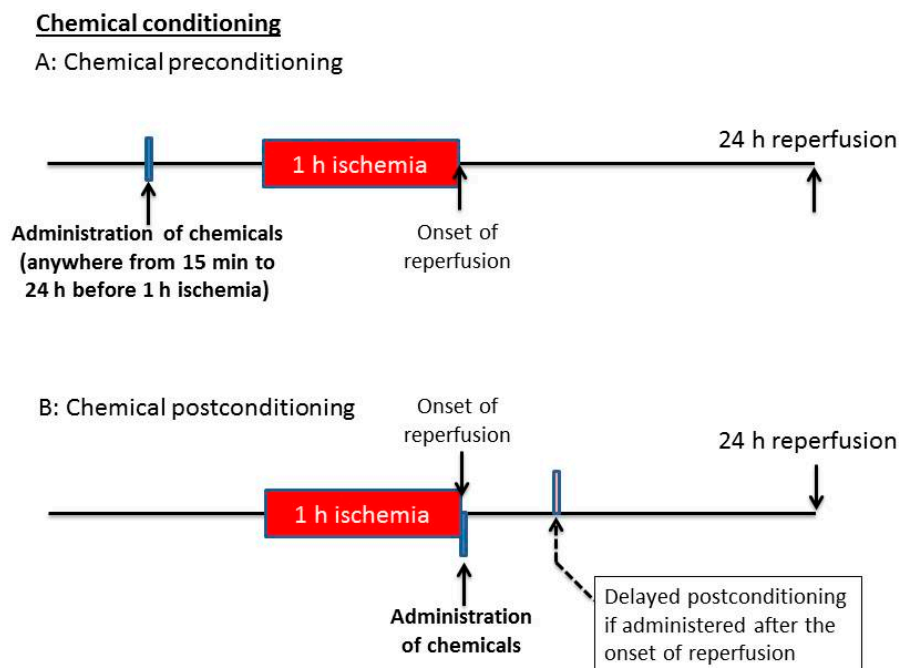 Chemical conditioning
A: Chemical preconditioning
24 h reperfusion
1 h ischemia
Administration of chemicals
(anywhere from 15 min to
24 h before 1 h ischemia)
Onset of
reperfusion
B: Chemical postconditioning
Onset of
reperfusion
24 h reperfusion
1 h ischemia
Administration
of chemicals
Delayed postconditioning
if administered after the
onset of reperfusion